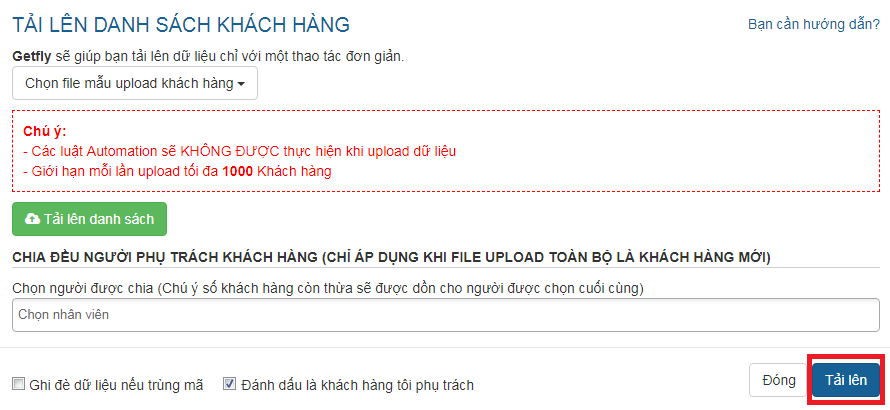 TẢI LÊN DANH SÁCH KHÁCH HÀNG
Bạn cần hướng dẫn?
Getfly sẽ giúp bạn tải lên dữ liệu chỉ với một thao tác đơn giản.
Chọn file mẫu upload khách hàng
Chú ý:
- Các luật Automation sẽ KHÔNG ĐƯỢC thực hiện khi upload dữ liệu
- Giới hạn mỗi lần upload tối đa 1000 Khách hàng
Tải lên danh sách
CHIA ĐỀU NGƯỜI PHỤ TRÁCH KHÁCH HÀNG (CHỈ ÁP DỤNG KHI FILE UPLOAD TOÀN BỘ LÀ KHÁCH HÀNG MỚI)
Chọn người được chia (Chú ý số khách hàng còn thừa sẽ được dồn cho người được chọn cuối cùng)
Chọn nhân viên
Ghi đè dữ liệu nếu trùng mã
Đánh dấu là khách hàng tôi phụ trách
Đóng
Tải lên